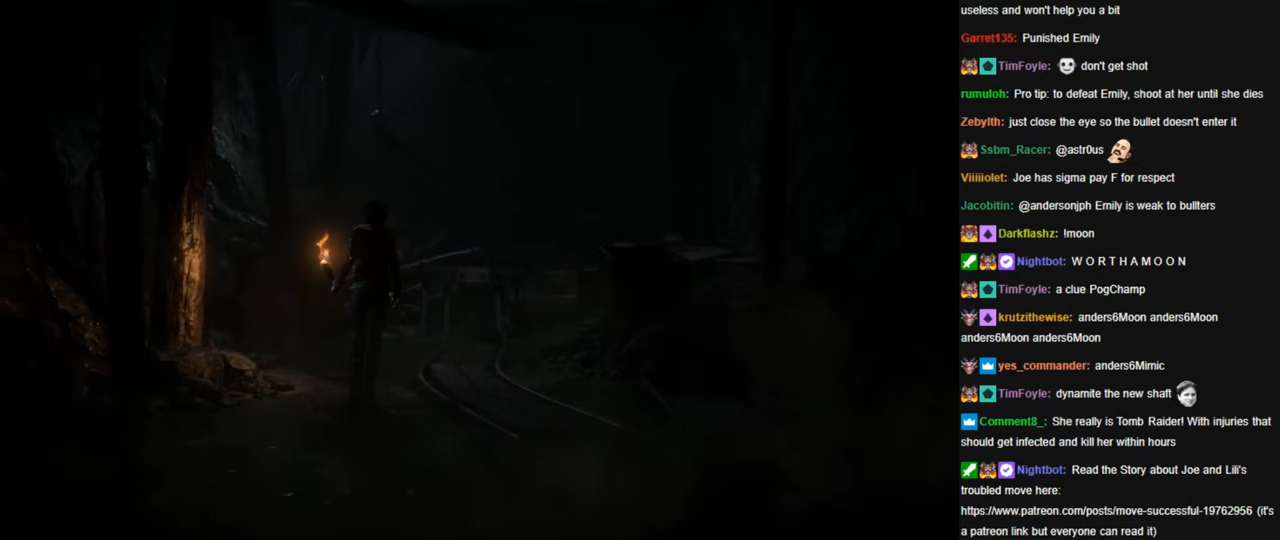 useless and won't help you a bit
Garret135: Punished Emily
TimFoyle: don't get shot
rumuloh: Pro tip: to defeat Emily, shoot at her until she dies
Zebylth: just close the eye so the bullet doesn't enter it
Ssbm_Racer: @astr0us
Viiiiiolet: Joe has sigma pay F for respect
Jacobitin: @andersonjph Emily is weak to bullters
Darkflashz: !moon
Nightbot: W O R T H A M O O N
TimFoyle: a clue PogChamp
krutzithewise: anders6Moon anders6Moon
anders6Moon anders6Moon
yes_commander: anders6Mimic
TimFoyle: dynamite the new shaft
Comment8_: She really is Tomb Raider! With injuries that
should get infected and kill her within hours
Nightbot: Read the Story about Joe and Lili's
troubled move here:
https://www.patreon.com/posts/move-successful-19762956 (it's
a patreon link but everyone can read it)